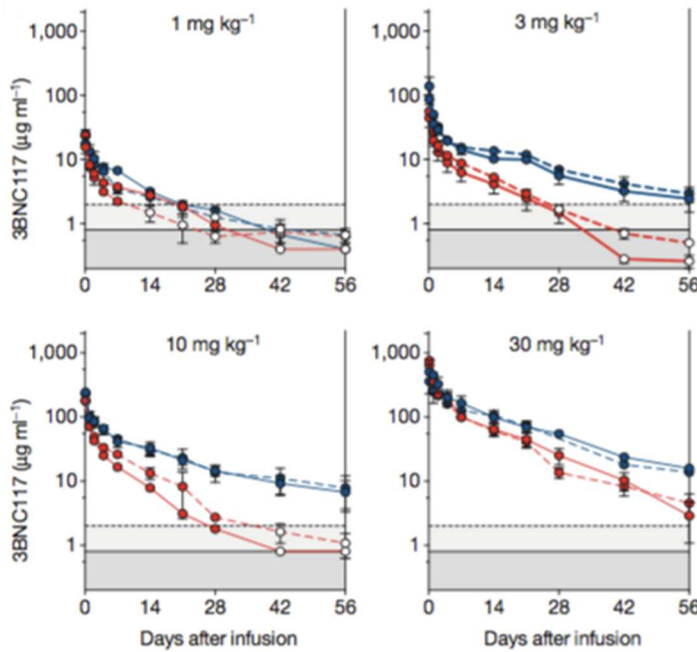 1 mg kg⁻¹
3BNC117 (μg ml⁻¹)
1,000
100
10
1
0 14 28 42 56
3 mg kg⁻¹
1,000
100
10
1
0 14 28 42 56
10 mg kg⁻¹
3BNC117 (μg ml⁻¹)
1,000
100
10
1
0 14 28 42 56
Days after infusion
30 mg kg⁻¹
1,000
100
10
1
0 14 28 42 56
Days after infusion